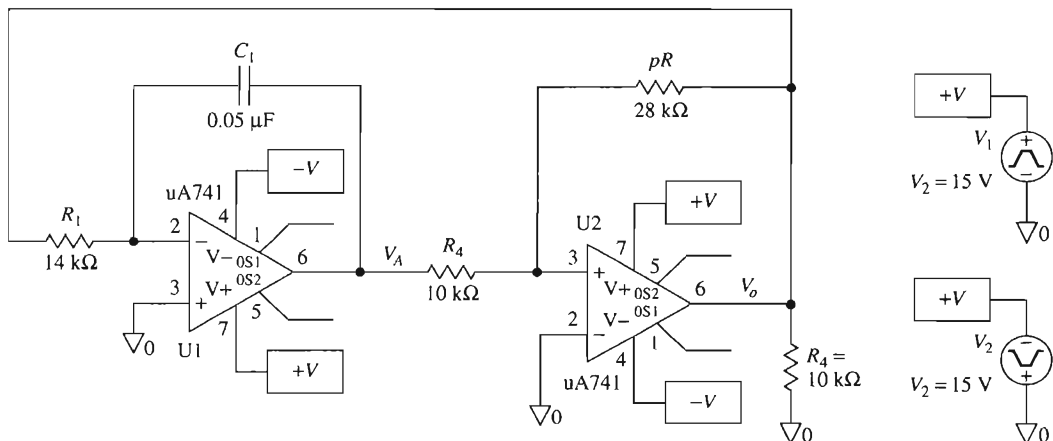 C1
0.05 µF
pR
28 kΩ
+V
V1
V2 = 15 V
+
−
0
uA741
−V
R1
14 kΩ
2
4
1
−
V−
0S1
6
V+
0S2
3
+
7
5
0
U1
+V
VA
R4
10 kΩ
U2
+V
7
5
3
+
V+
0S2
6
Vo
V−
0S1
2
−
4
1
uA741
−V
0
R4 =
10 kΩ
0
+V
V2
V2 = 15 V
−
+
0